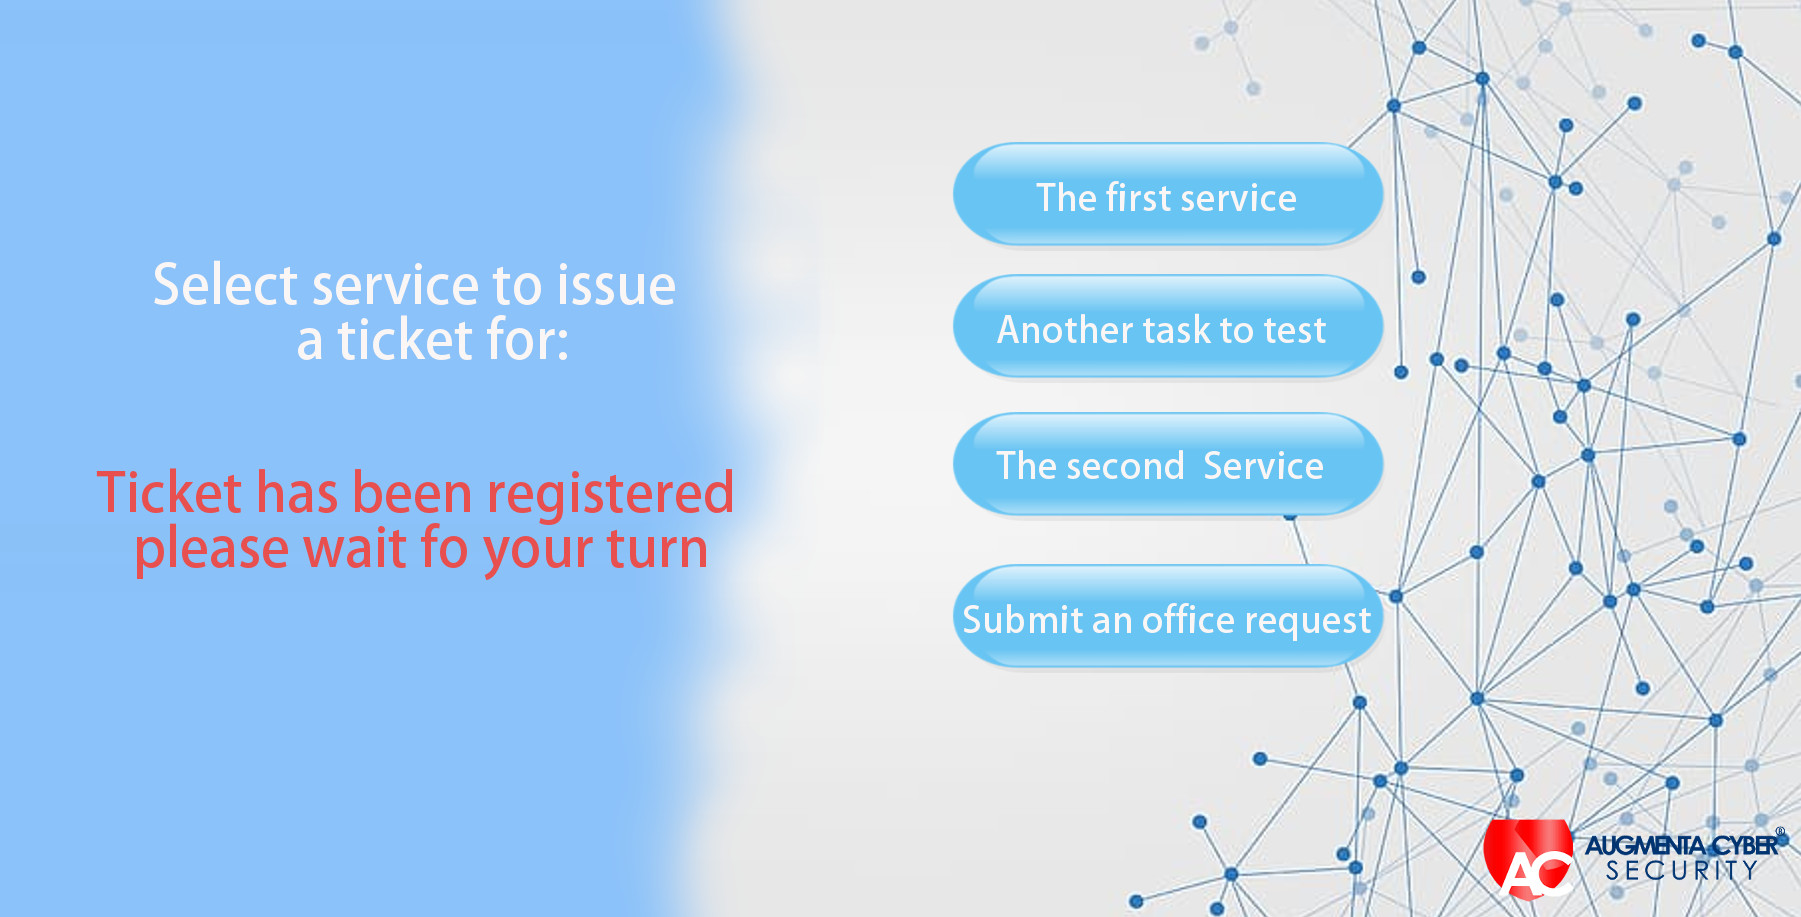 Select service to issue
a ticket for:
Ticket has been registered
please wait fo your turn
The first service
Another task to test
The second Service
Submit an office request
AC
AUGMENTA CYBER®
SECURITY